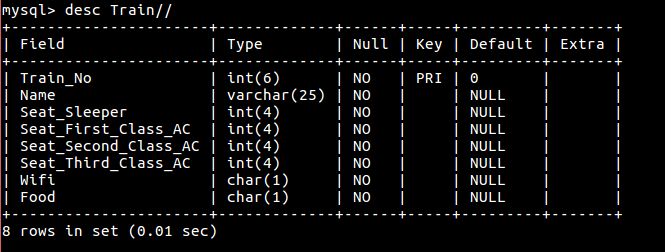 mysql> desc Train//
+----------------------+-------------+------+-----+---------+-------+
| Field                | Type        | Null | Key | Default | Extra |
+----------------------+-------------+------+-----+---------+-------+
| Train_No             | int(6)      | NO   | PRI | 0       |       |
| Name                 | varchar(25) | NO   |     | NULL    |       |
| Seat_Sleeper         | int(4)      | NO   |     | NULL    |       |
| Seat_First_Class_AC  | int(4)      | NO   |     | NULL    |       |
| Seat_Second_Class_AC | int(4)      | NO   |     | NULL    |       |
| Seat_Third_Class_AC  | int(4)      | NO   |     | NULL    |       |
| Wifi                 | char(1)     | NO   |     | NULL    |       |
| Food                 | char(1)     | NO   |     | NULL    |       |
+----------------------+-------------+------+-----+---------+-------+
8 rows in set (0.01 sec)